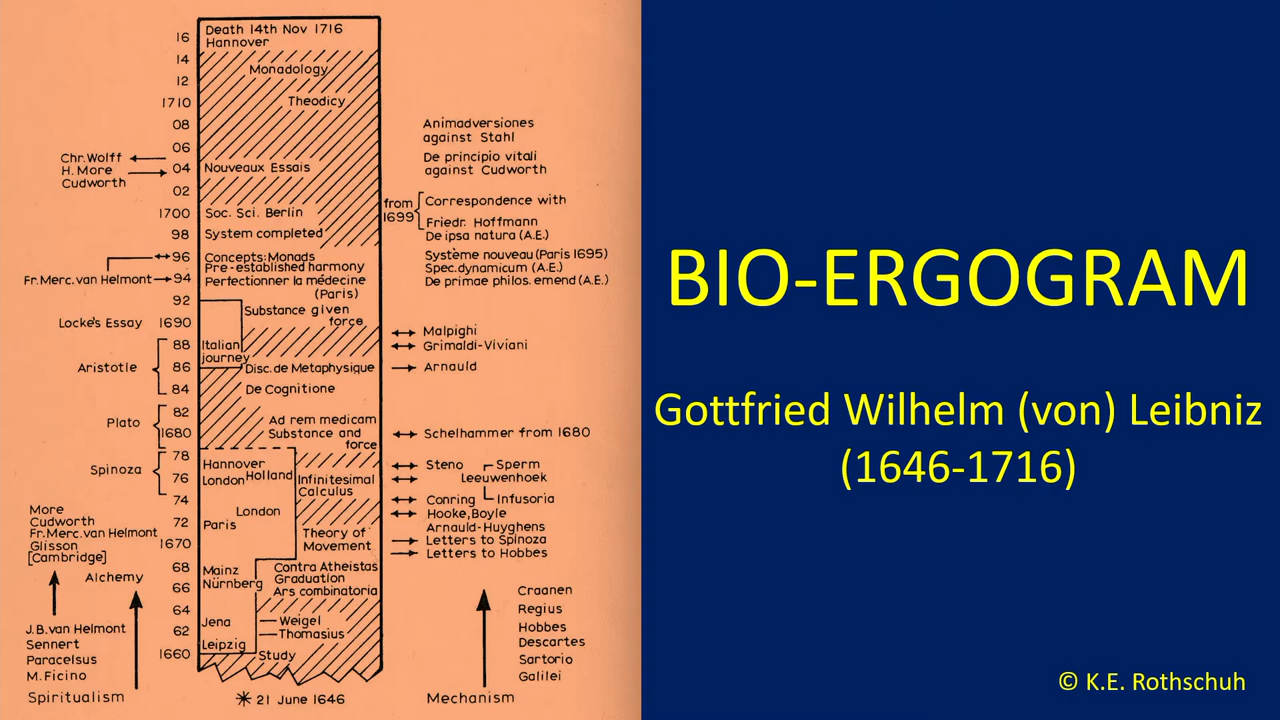 16
14
12
1710
08
06
04
02
1700
98
96
94
92
1690
88
86
84
82
1680
78
76
74
72
1670
68
66
64
62
1660
Chr. Wolff
H. More
Cudworth
Fr. Merc. van Helmont
Locke's Essay
Aristotle
Plato
Spinoza
More
Cudworth
Fr. Merc. van Helmont
Glisson
[Cambridge]
Alchemy
J.B. van Helmont
Sennert
Paracelsus
M. Ficino
Spiritualism
Death 14th Nov 1716
Hannover
Monadology
Theodicy
Nouveaux Essais
Soc. Sci. Berlin
System completed
Concepts: Monads
Pre-established harmony
Perfectionner la médecine
(Paris)
Substance given
force
Italian
journey
Disc. de Metaphysique
De Cognitione
Ad rem medicam
Substance and
force
Hannover
London Holland
Infinitesimal
Calculus
London
Paris
Theory of
Movement
Mainz
Nürnberg
Contra Atheistas
Graduation
Ars combinatoria
Jena
Weigel
Thomasius
Leipzig
Study
21 June 1646
Animadversiones
against Stahl
De principio vitali
against Cudworth
from
1699
Correspondence with
Friedr. Hoffmann
De ipsa natura (A.E.)
Système nouveau (Paris 1695)
Spec. dynamicum (A.E.)
De primae philos. emend (A.E.)
Malpighi
Grimaldi-Viviani
Arnauld
Schelhammer from 1680
Steno
Sperm
Leeuwenhoek
Conring
Infusoria
Hooke, Boyle
Arnauld-Huyghens
Letters to Spinoza
Letters to Hobbes
Craanen
Regius
Hobbes
Descartes
Sartorio
Galilei
Mechanism
BIO-ERGOGRAM
Gottfried Wilhelm (von) Leibniz
(1646-1716)
© K.E. Rothschuh